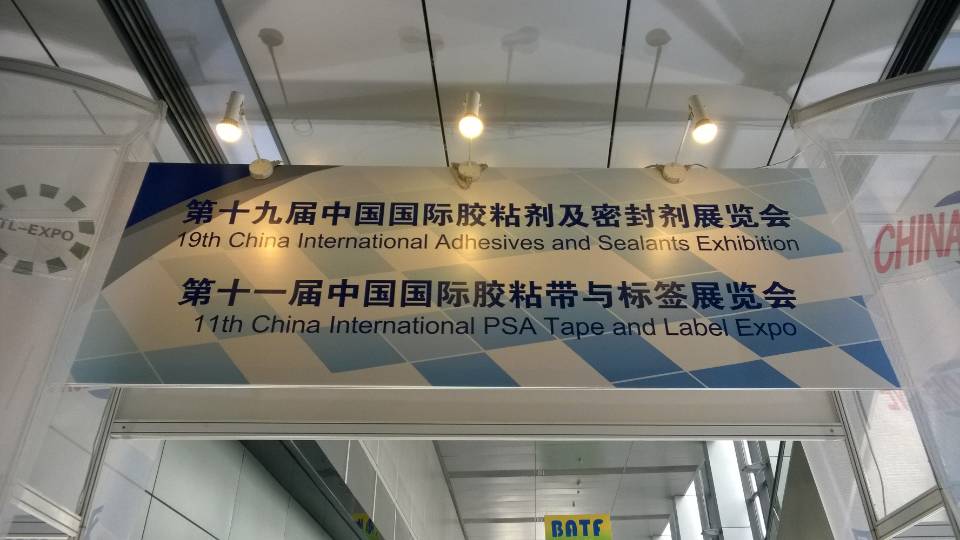 第十九届中国国际胶粘剂及密封剂展览会
19th China International Adhesives and Sealants Exhibition
第十一届中国国际胶粘带与标签展览会
11th China International PSA Tape and Label Expo
TL-EXPO
CHINA
BATF